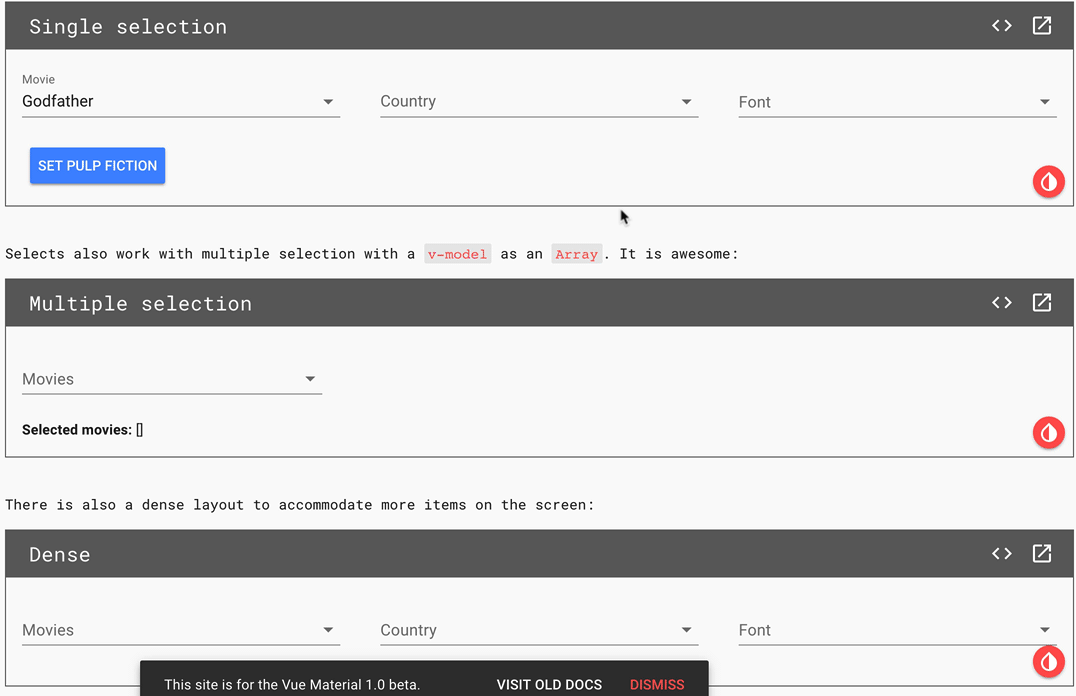 Single selection
Movie
Godfather Country Font
SET PULP FICTION
Selects also work with multiple selection with a v-model as an Array. It is awesome:
Multiple selection
Movies
Selected movies: []
There is also a dense layout to accommodate more items on the screen:
Dense
Movies Country Font
This site is for the Vue Material 1.0 beta. VISIT OLD DOCS DISMISS